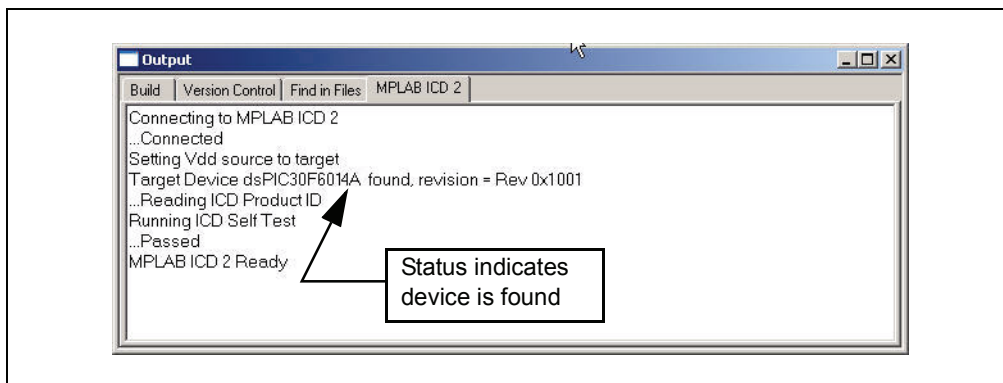 Output
Build Version Control Find in Files MPLAB ICD 2
Connecting to MPLAB ICD 2
...Connected
Setting Vdd source to target
Target Device dsPIC30F6014A found, revision = Rev 0x1001
...Reading ICD Product ID
Running ICD Self Test
...Passed
MPLAB ICD 2 Ready
Status indicates
device is found